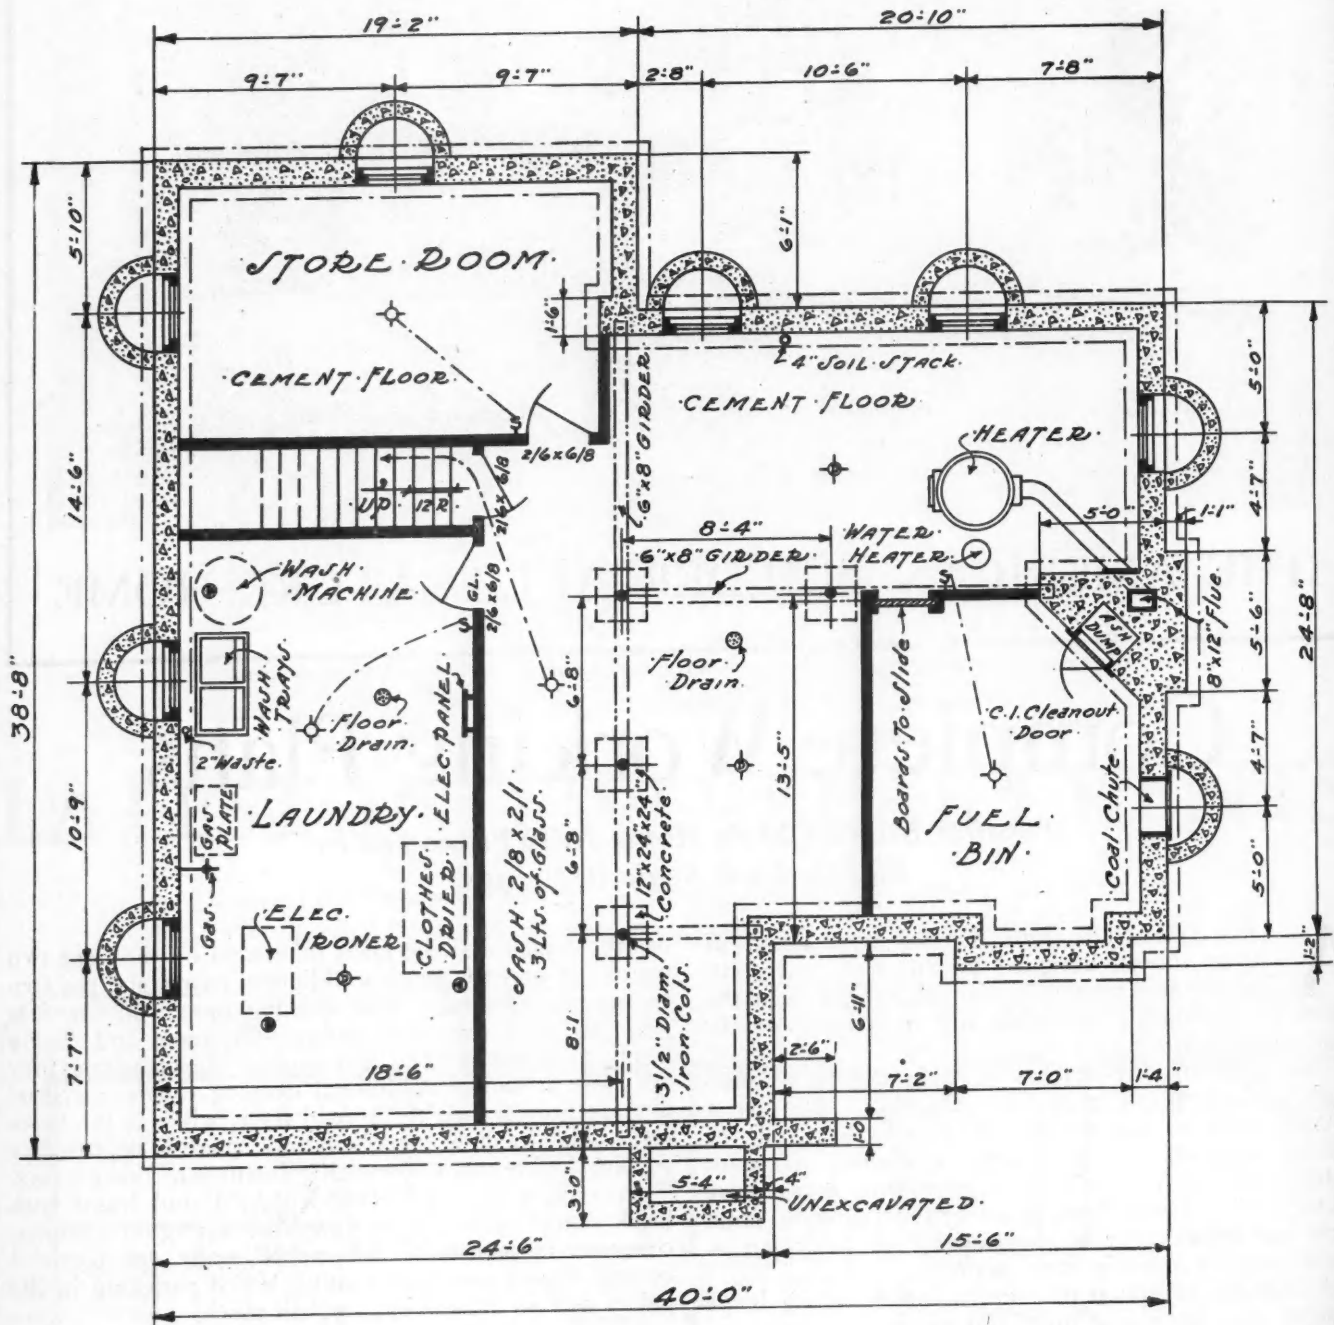 19'-2"
20'-10"
9'-7"
9'-7"
2'-8"
10'-6"
7'-8"
5'-10"
6'-1"
STORE · ROOM ·
1'-6"
4" SOIL · STACK ·
5'-0"
· CEMENT · FLOOR
6"x8" GIRDER
CEMENT · FLOOR
HEATER ·
2/6 x 6/8
2/6 x 6/8
14'-6"
· UP · 12 R ·
4'-7"
5'-0"
1'-1"
8'-4"
WATER
HEATER
6"x8" GIRDER
WASH
MACHINE
GL.
2/6 x 6/8
8"x12" Flue
ASH
DUMP
5'-6"
24'-8"
38'-8"
WASH
TRAYS
Floor
Drain
ELEC. PANEL
6'-8"
Floor
Drain
Boards · To · Slide
C.I. Cleanout
Door
2" Waste
13'-5"
4'-7"
10'-9"
GAS
PLATE
LAUNDRY ·
SASH · 2/8 x 2/1 ·
3 Lts. of Glass.
6'-8"
12"x24"x24"
Concrete
FUEL ·
· BIN ·
Coal · Chute
5'-0"
Gas
ELEC.
IRONER
CLOTHES
DRIER
3 1/2" Diam.
Iron Cols.
12"
7'-7"
8'-1"
6'-11"
18'-6"
2'-6"
7'-2"
7'-0"
1'-4"
1'-0"
3'-0"
5'-4"
4"
UNEXCAVATED ·
24'-6"
15'-6"
40'-0"